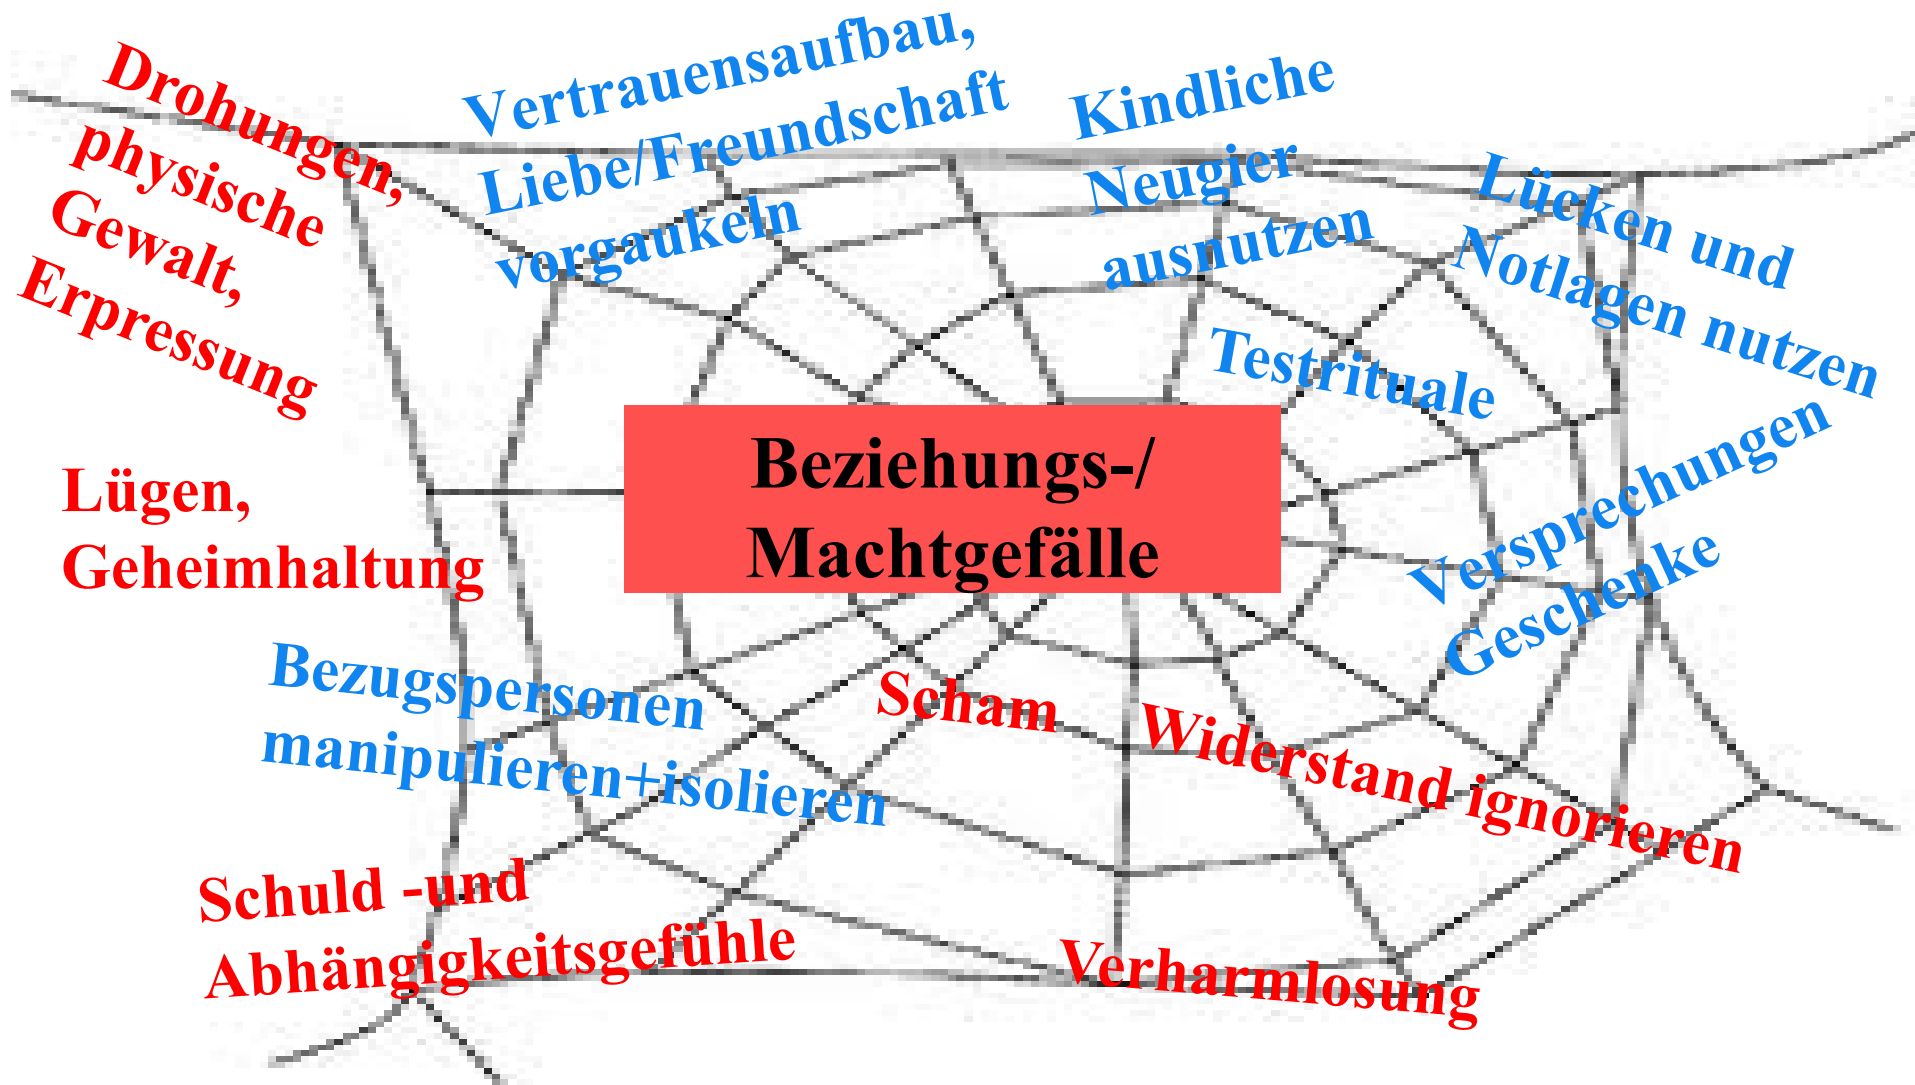 Drohungen,
physische
Gewalt,
Erpressung
Vertrauensaufbau,
Liebe/Freundschaft
vorgaukeln
Kindliche
Neugier
ausnutzen
Lücken und
Notlagen nutzen
Testrituale
Beziehungs-/
Machtgefälle
Versprechungen
Geschenke
Lügen,
Geheimhaltung
Bezugspersonen
manipulieren+isolieren
Scham
Widerstand ignorieren
Schuld -und
Abhängigkeitsgefühle
Verharmlosung